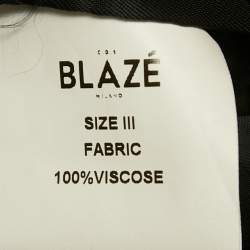 BLAZÉ
MILANO
SIZE III
FABRIC
100%VISCOSE